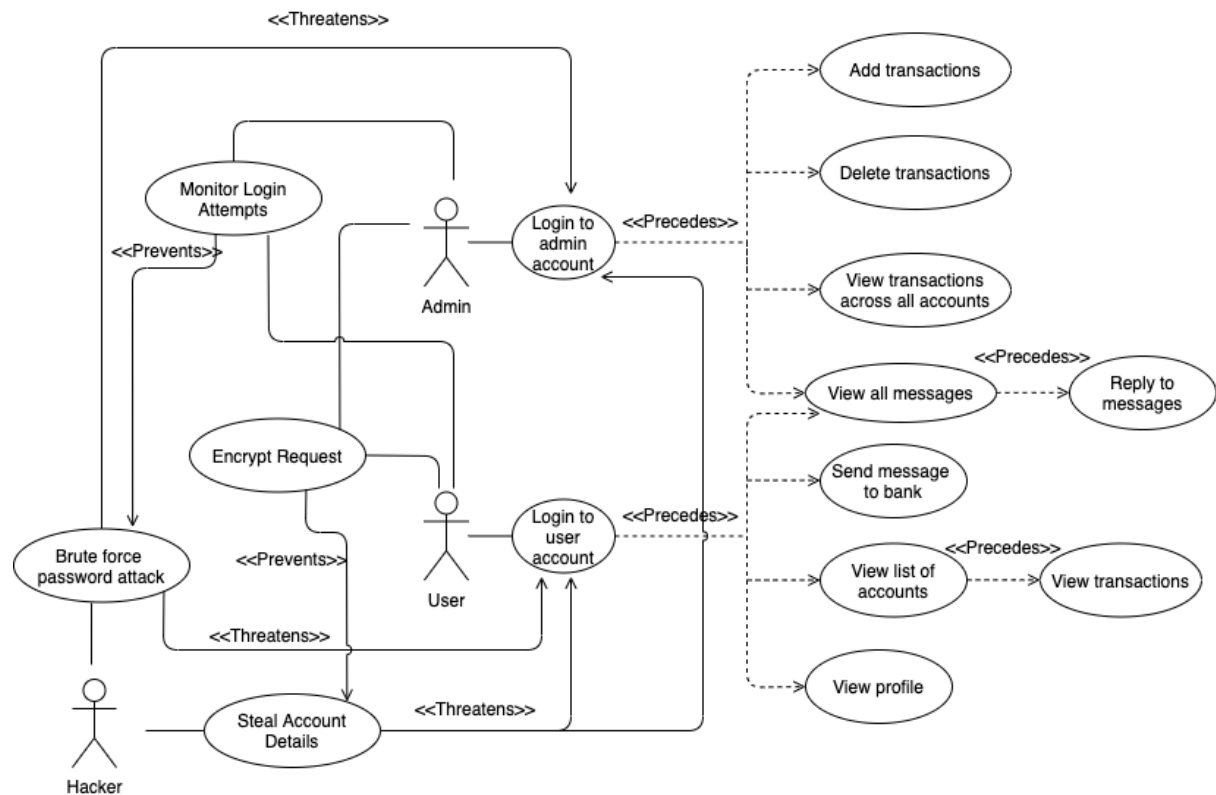 <<Threatens>>
Add transactions
Monitor Login
Attempts
Delete transactions
<<Prevents>>
Login to
admin
account
<<Precedes>>
Admin
View transactions
across all accounts
<<Precedes>>
View all messages
Reply to
messages
Encrypt Request
Send message
to bank
Login to
user
account
<<Precedes>>
Brute force
password attack
<<Prevents>>
User
<<Precedes>>
View list of
accounts
View transactions
<<Threatens>>
View profile
Steal Account
Details
<<Threatens>>
Hacker